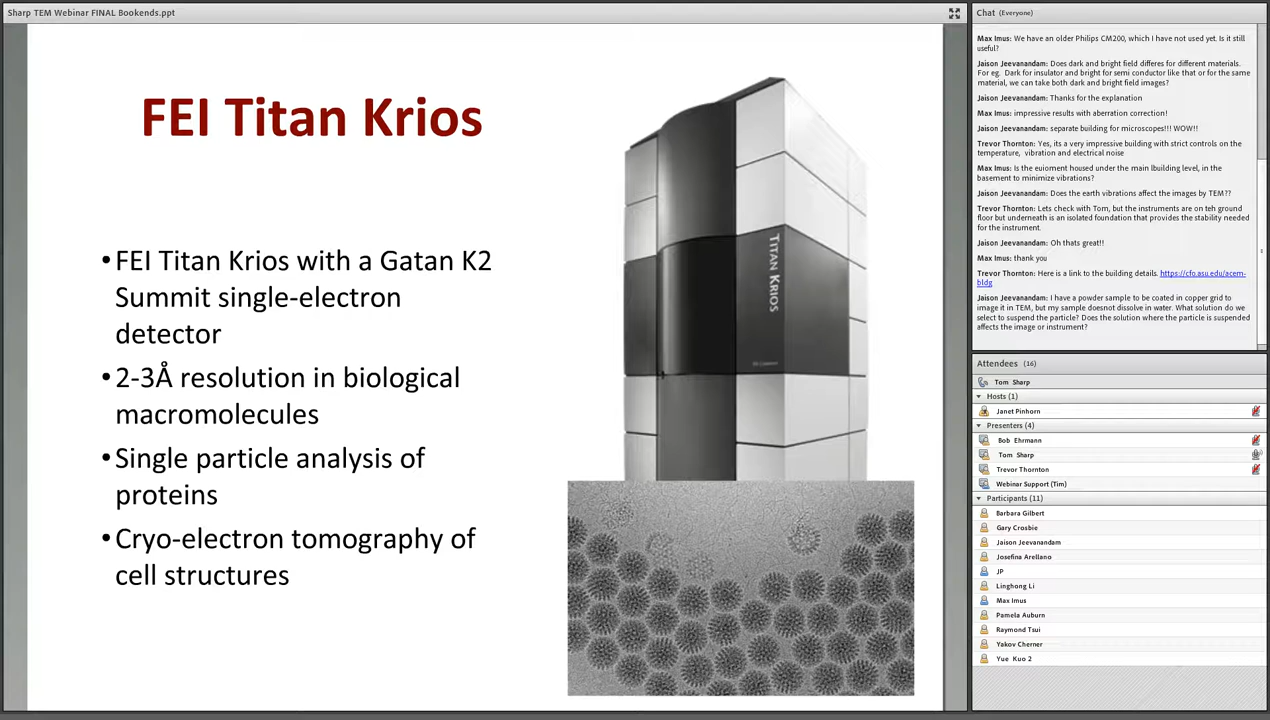 Sharp TEM Webinar FINAL Bookends.ppt
FEI Titan Krios
•FEI Titan Krios with a Gatan K2
Summit single-electron
detector
•2-3Å resolution in biological
macromolecules
•Single particle analysis of
proteins
•Cryo-electron tomography of
cell structures
TITAN KRIOS
Chat (Everyone)
Max Imus: We have an older Philips CM200, which I have not used yet. Is it still
useful?
Jaison Jeevanandam: Does dark and bright field differes for different materials.
For eg. Dark for insulator and bright for semi conductor like that or for the same
material, we can take both dark and bright field images?
Jaison Jeevanandam: Thanks for the explanation
Max Imus: impressive results with aberration correction!
Jaison Jeevanandam: separate building for microscopes!!! WOW!!
Trevor Thornton: Yes, its a very impressive building with strict controls on the
temperature, vibration and electrical noise
Max Imus: Is the euioment housed under the main lbuilding level, in the
basement to minimize vibrations?
Jaison Jeevanandam: Does the earth vibrations affect the images by TEM??
Trevor Thornton: Lets check with Tom, but the instruments are on teh ground
floor but underneath is an isolated foundation that provides the stability needed
for the instrument.
Jaison Jeevanandam: Oh thats great!!
Max Imus: thank you
Trevor Thornton: Here is a link to the building details. https://cfo.asu.edu/acem-
bldg
Jaison Jeevanandam: I have a powder sample to be coated in copper grid to
image it in TEM, but my sample doesnot dissolve in water. What solution do we
select to suspend the particle? Does the solution where the particle is suspended
affects the image or instrument?
Attendees (16)
Tom Sharp
Hosts (1)
Janet Pinhorn
Presenters (4)
Bob Ehrmann
Tom Sharp
Trevor Thornton
Webinar Support (Tim)
Participants (11)
Barbara Gilbert
Gary Crosbie
Jaison Jeevanandam
Josefina Arellano
JP
Linghong Li
Max Imus
Pamela Auburn
Raymond Tsui
Yakov Cherner
Yue Kuo 2